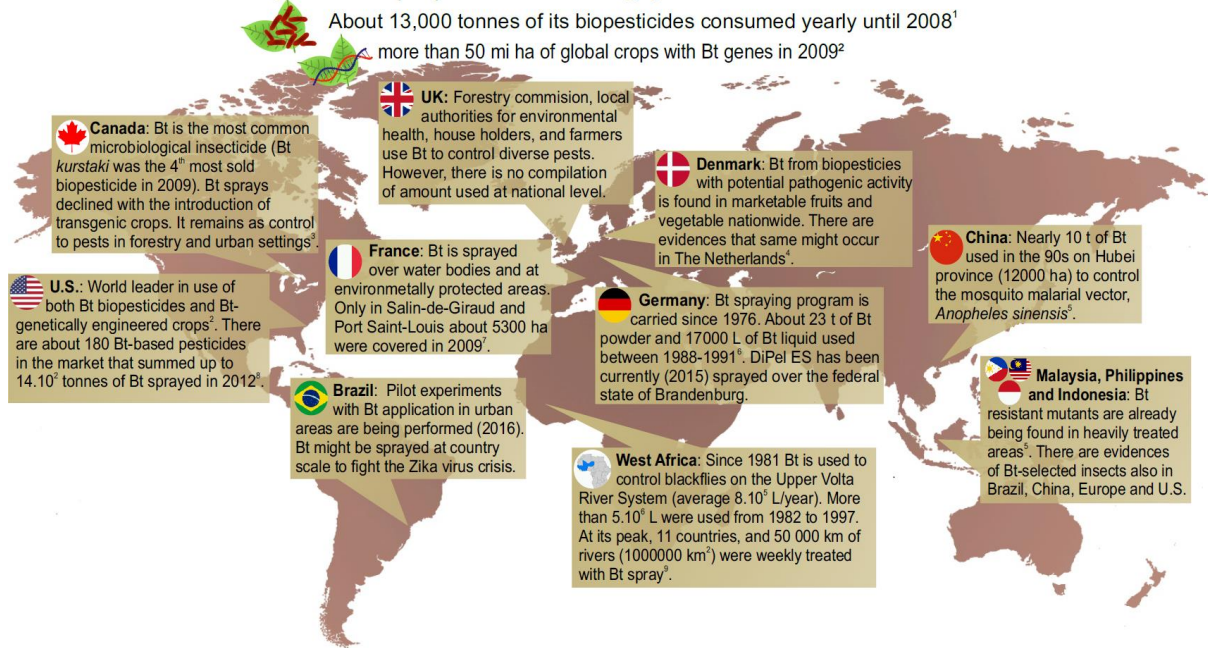 About 13,000 tonnes of its biopesticides consumed yearly until 2008¹
more than 50 mi ha of global crops with Bt genes in 2009²
UK: Forestry commision, local
authorities for environmental
health, house holders, and farmers
use Bt to control diverse pests.
However, there is no compilation
of amount used at national level.
Canada: Bt is the most common
microbiological insecticide (Bt
kurstaki was the 4th most sold
biopesticide in 2009). Bt sprays
declined with the introduction of
transgenic crops. It remains as control
to pests in forestry and urban settings³.
Denmark: Bt from biopesticies
with potential pathogenic activity
is found in marketable fruits and
vegetable nationwide. There are
evidences that same might occur
in The Netherlands⁴.
France: Bt is sprayed
over water bodies and at
environmetally protected areas.
Only in Salin-de-Giraud and
Port Saint-Louis about 5300 ha
were covered in 2009⁷.
China: Nearly 10 t of Bt
used in the 90s on Hubei
province (12000 ha) to control
the mosquito malarial vector,
Anopheles sinensis⁵.
U.S.: World leader in use of
both Bt biopesticides and Bt-
genetically engineered crops². There
are about 180 Bt-based pesticides
in the market that summed up to
14.10² tonnes of Bt sprayed in 2012⁸.
Germany: Bt spraying program is
carried since 1976. About 23 t of Bt
powder and 17000 L of Bt liquid used
between 1988-1991⁶. DiPel ES has been
currently (2015) sprayed over the federal
state of Brandenburg.
Malaysia, Philippines
and Indonesia: Bt
resistant mutants are already
being found in heavily treated
areas⁵. There are evidences
of Bt-selected insects also in
Brazil, China, Europe and U.S.
Brazil: Pilot experiments
with Bt application in urban
areas are being performed (2016).
Bt might be sprayed at country
scale to fight the Zika virus crisis.
West Africa: Since 1981 Bt is used to
control blackflies on the Upper Volta
River System (average 8.10⁵ L/year). More
than 5.10⁶ L were used from 1982 to 1997.
At its peak, 11 countries, and 50 000 km of
rivers (1000000 km²) were weekly treated
with Bt spray⁹.